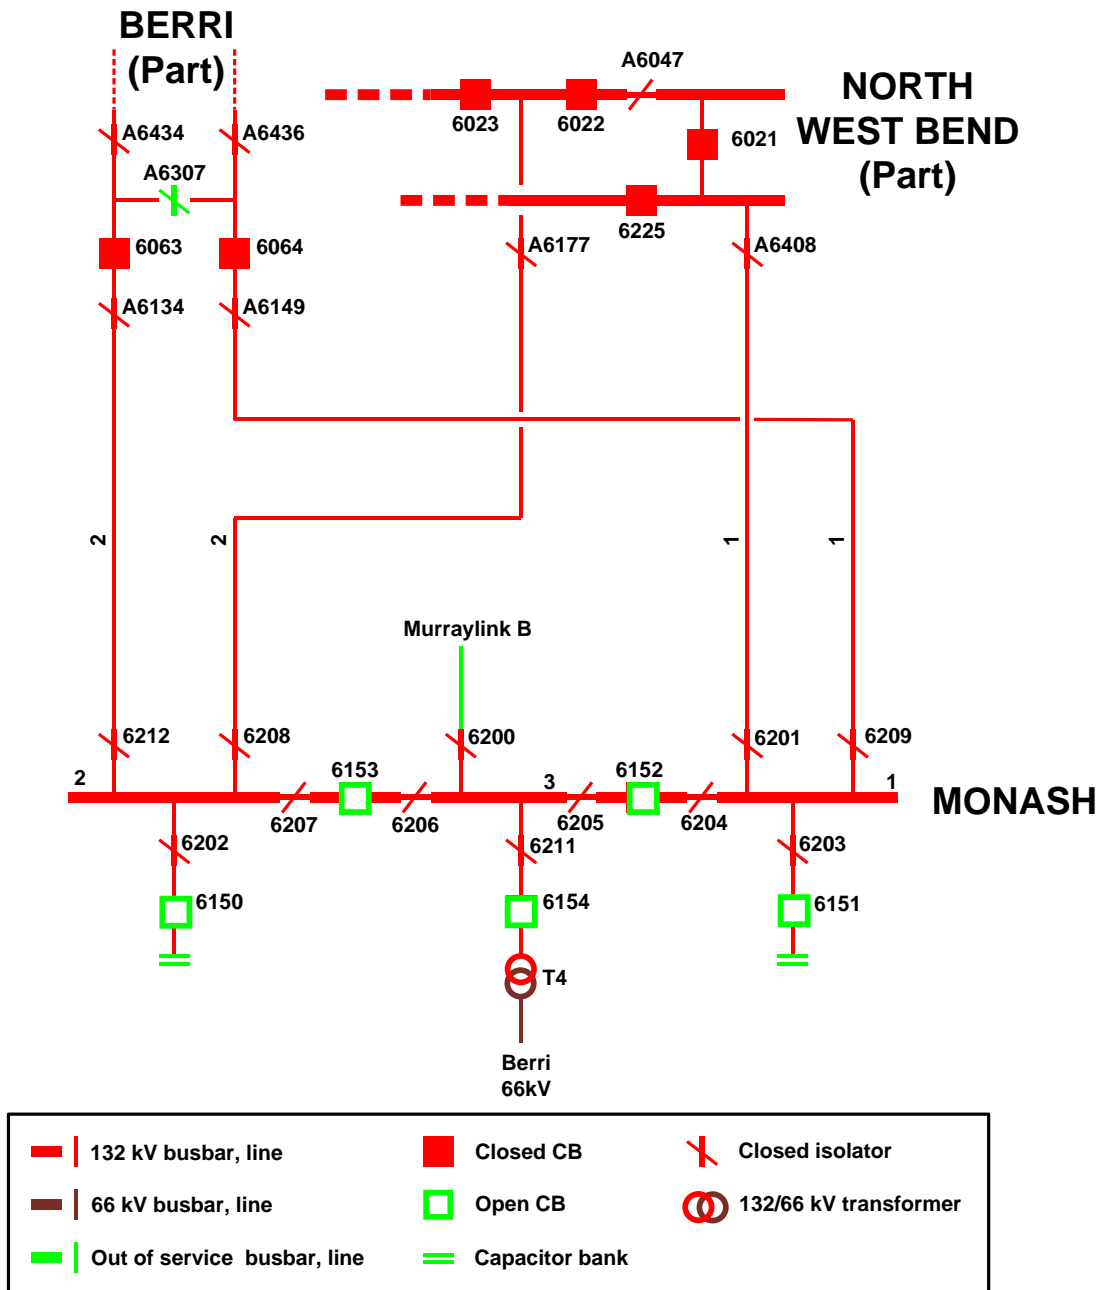 BERRI
(Part)
A6047
NORTH
WEST BEND
(Part)
6023
6022
6021
A6434
A6436
A6307
6225
6063
6064
A6177
A6408
A6134
A6149
2
2
1
1
Murraylink B
6212
6208
6200
6201
6209
2
6153
3
6152
1
MONASH
6207
6206
6205
6204
6202
6211
6203
6150
6154
6151
T4
Berri
66kV
132 kV busbar, line
Closed CB
Closed isolator
66 kV busbar, line
Open CB
132/66 kV transformer
Out of service busbar, line
Capacitor bank